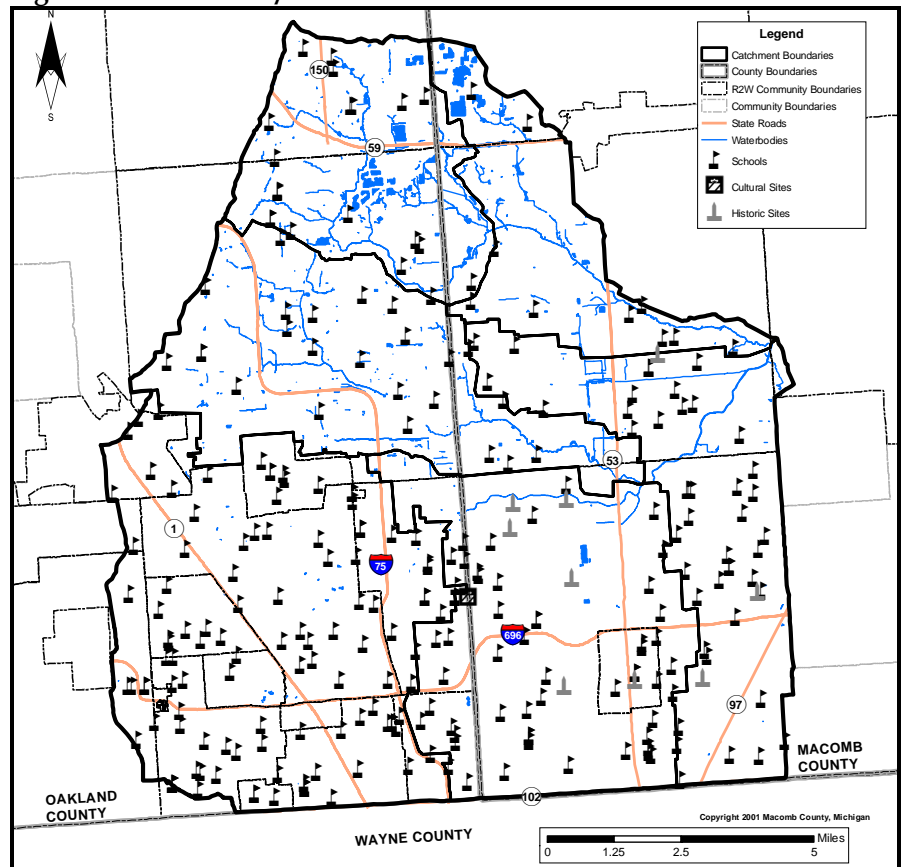 N
S
Legend
Catchment Boundaries
County Boundaries
R2W Community Boundaries
Community Boundaries
State Roads
Waterbodies
Schools
Cultural Sites
Historic Sites
150
59
53
1
75
696
97
102
MACOMB
COUNTY
OAKLAND
COUNTY
WAYNE COUNTY
Copyright 2001 Macomb County, Michigan
Miles
0 1.25 2.5 5